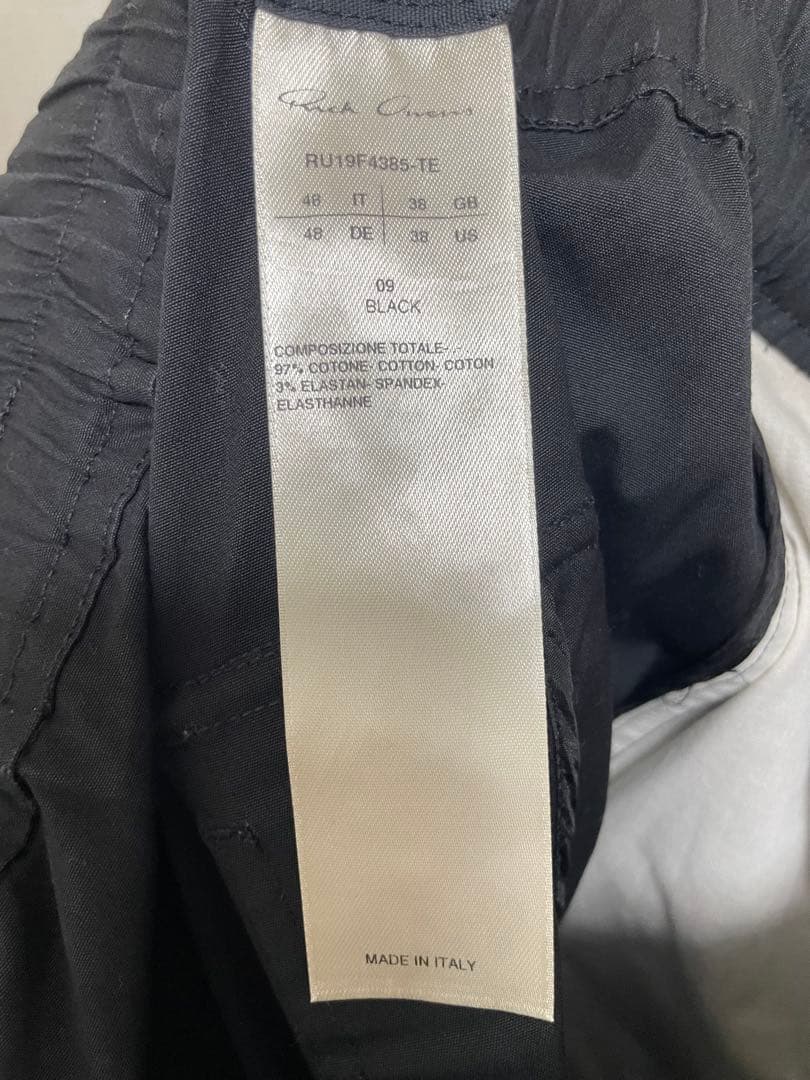 Rick Owens
RU19F4385-TE
48 IT 38 GB
48 DE 38 US
09
BLACK
COMPOSIZIONE TOTALE- -
97% COTONE- COTTON- COTON
3% ELASTAN- SPANDEX-
ELASTHANNE
MADE IN ITALY